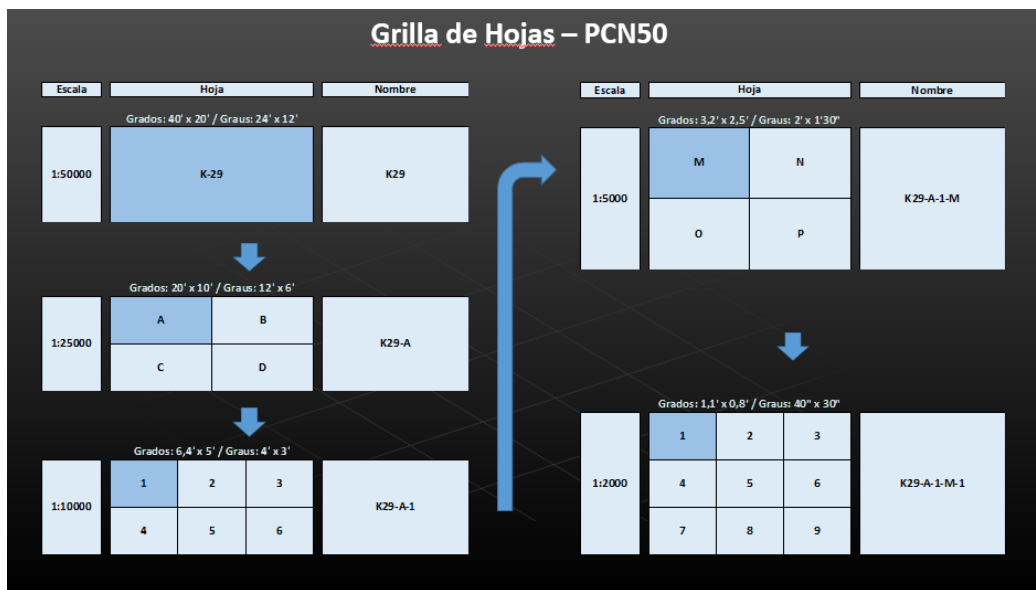 Grilla de Hojas – PCN50
Escala Hoja Nombre
Grados: 40' x 20' / Graus: 24' x 12'
1:50000 K-29 K29
Grados: 20' x 10' / Graus: 12' x 6'
A B
1:25000 K29-A
C D
Grados: 6,4' x 5' / Graus: 4' x 3'
1 2 3
1:10000 K29-A-1
4 5 6
Escala Hoja Nombre
Grados: 3,2' x 2,5' / Graus: 2' x 1'30"
M N
1:5000 K29-A-1-M
O P
Grados: 1,1' x 0,8' / Graus: 40" x 30"
1 2 3
1:2000 4 5 6 K29-A-1-M-1
7 8 9